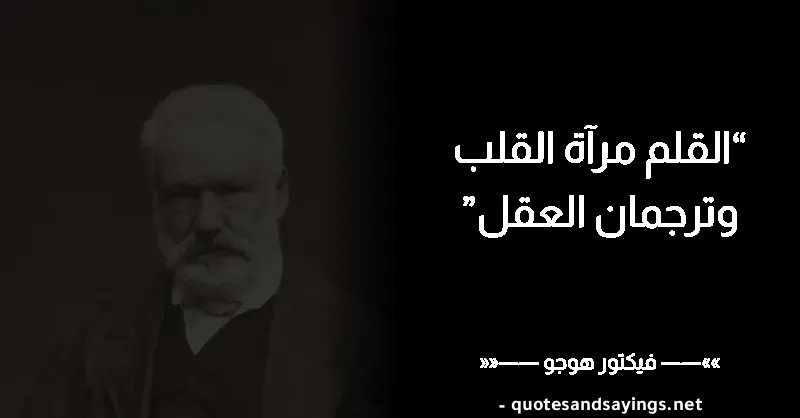 “القلم مرآة القلب
وترجمان العقل”
»—— فيكتور هوجو ——»«
- quotesandsayings.net